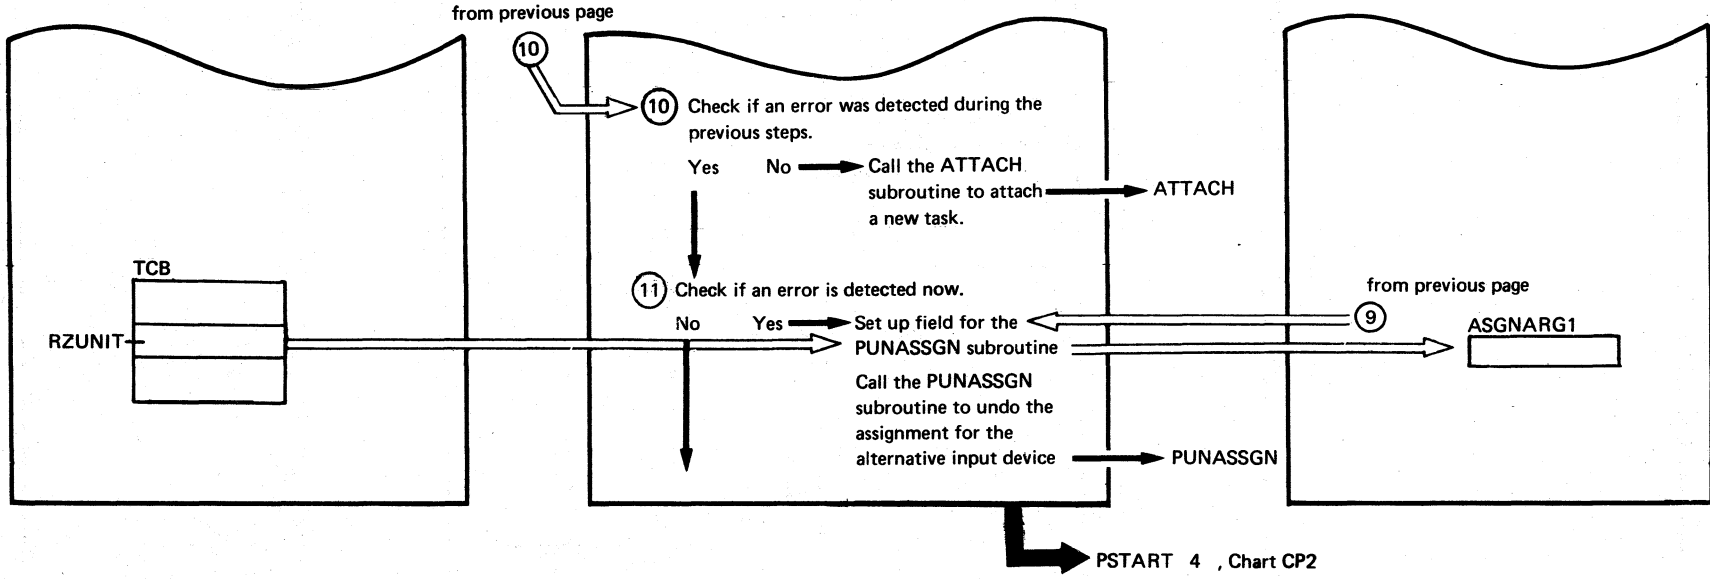 from previous page
10
10 Check if an error was detected during the
previous steps.
Yes No Call the ATTACH
subroutine to attach ATTACH
a new task.
TCB
RZUNIT
11 Check if an error is detected now.
No Yes Set up field for the
PUNASSGN subroutine
from previous page
9
ASGNARG1
Call the PUNASSGN
subroutine to undo the
assignment for the
alternative input device PUNASSGN
PSTART 4 , Chart CP2